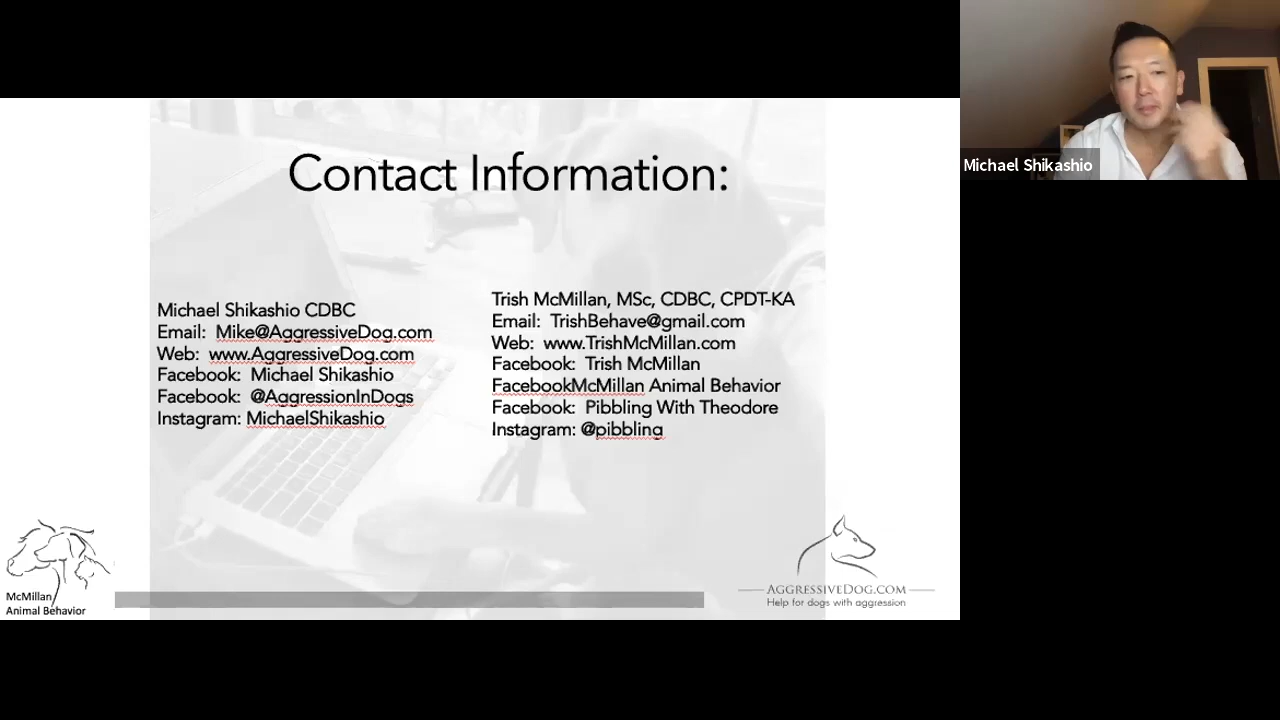 Contact Information:
Michael Shikashio CDBC
Email: Mike@AggressiveDog.com
Web: www.AggressiveDog.com
Facebook: Michael Shikashio
Facebook: @AggressionInDogs
Instagram: MichaelShikashio
Trish McMillan, MSc, CDBC, CPDT-KA
Email: TrishBehave@gmail.com
Web: www.TrishMcMillan.com
Facebook: Trish McMillan
FacebookMcMillan Animal Behavior
Facebook: Pibbling With Theodore
Instagram: @pibbling
McMillan
Animal Behavior
AGGRESSIVEDOG.COM
Help for dogs with aggression
Michael Shikashio